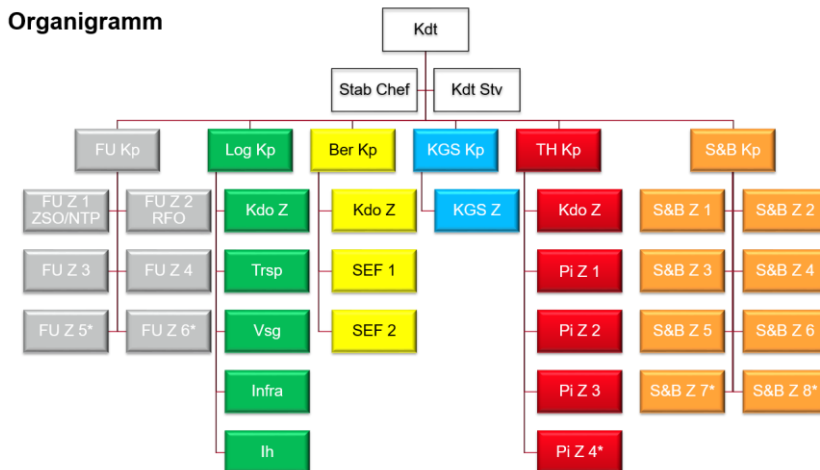 Organigramm
Kdt
Stab Chef
Kdt Stv
FU Kp
Log Kp
Ber Kp
KGS Kp
TH Kp
S&B Kp
FU Z 1
ZSO/NTP
FU Z 2
RFO
Kdo Z
Kdo Z
KGS Z
Kdo Z
S&B Z 1
S&B Z 2
FU Z 3
FU Z 4
Trsp
SEF 1
Pi Z 1
S&B Z 3
S&B Z 4
FU Z 5*
FU Z 6*
Vsg
SEF 2
Pi Z 2
S&B Z 5
S&B Z 6
Infra
Pi Z 3
S&B Z 7*
S&B Z 8*
Ih
Pi Z 4*